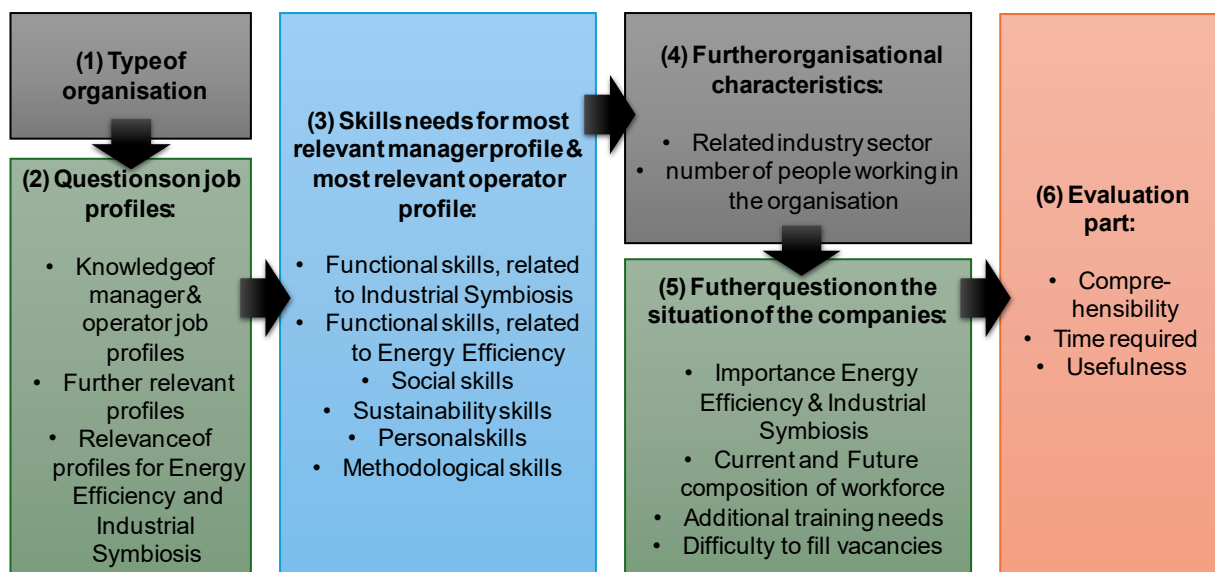 (1) Type of
organisation
(2) Questions on job
profiles:
• Knowledge of
manager &
operator job
profiles
• Further relevant
profiles
• Relevance of
profiles for Energy
Efficiency and
Industrial
Symbiosis
(3) Skills needs for most
relevant manager profile &
most relevant operator
profile:
• Functional skills, related
to Industrial Symbiosis
• Functional skills, related
to Energy Efficiency
• Social skills
• Sustainability skills
• Personal skills
• Methodological skills
(4) Further organisational
characteristics:
• Related industry sector
• number of people working in
the organisation
(5) Futher question on the
situation of the companies:
• Importance Energy
Efficiency & Industrial
Symbiosis
• Current and Future
composition of workforce
• Additional training needs
• Difficulty to fill vacancies
(6) Evaluation
part:
• Compre-
hensibility
• Time required
• Usefulness